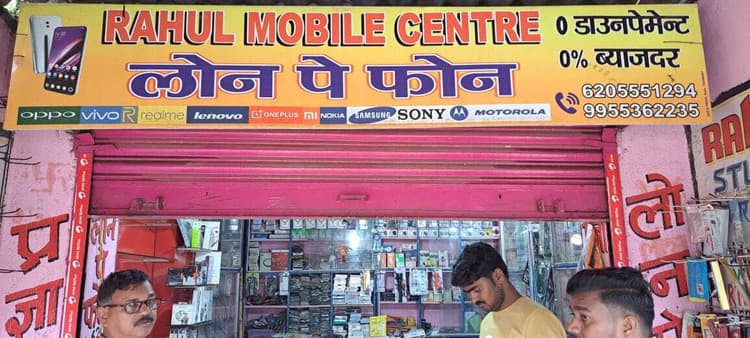 RAHUL MOBILE CENTRE
0 डाउनपेमेन्ट
0% ब्याजदर
लोन पे फोन
6205551294
9955362235
oppo vivo realme lenovo ONEPLUS MI NOKIA SAMSUNG SONY MOTOROLA
प्र
ज्ञा
लो